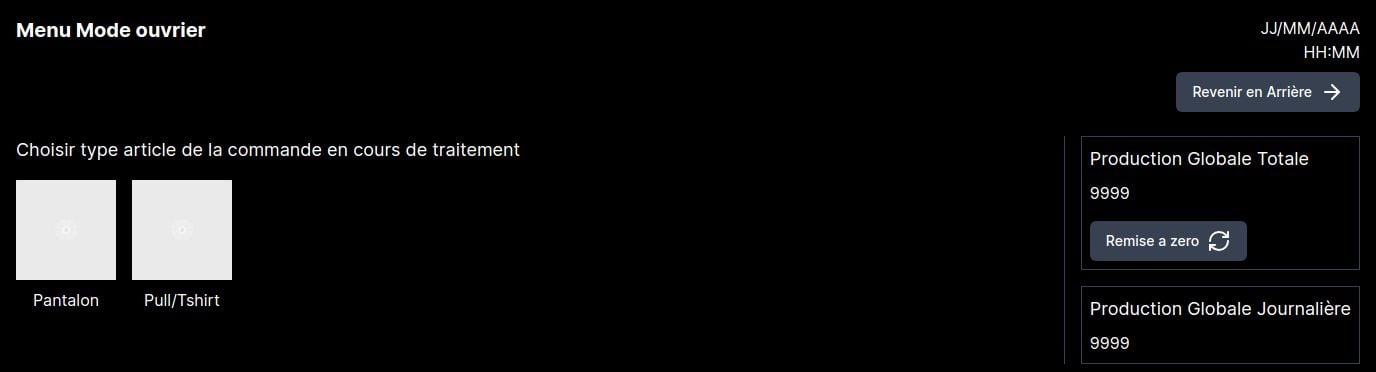 Menu Mode ouvrier
JJ/MM/AAAA
HH:MM
Revenir en Arrière
Choisir type article de la commande en cours de traitement
Pantalon
Pull/Tshirt
Production Globale Totale
9999
Remise a zero
Production Globale Journalière
9999